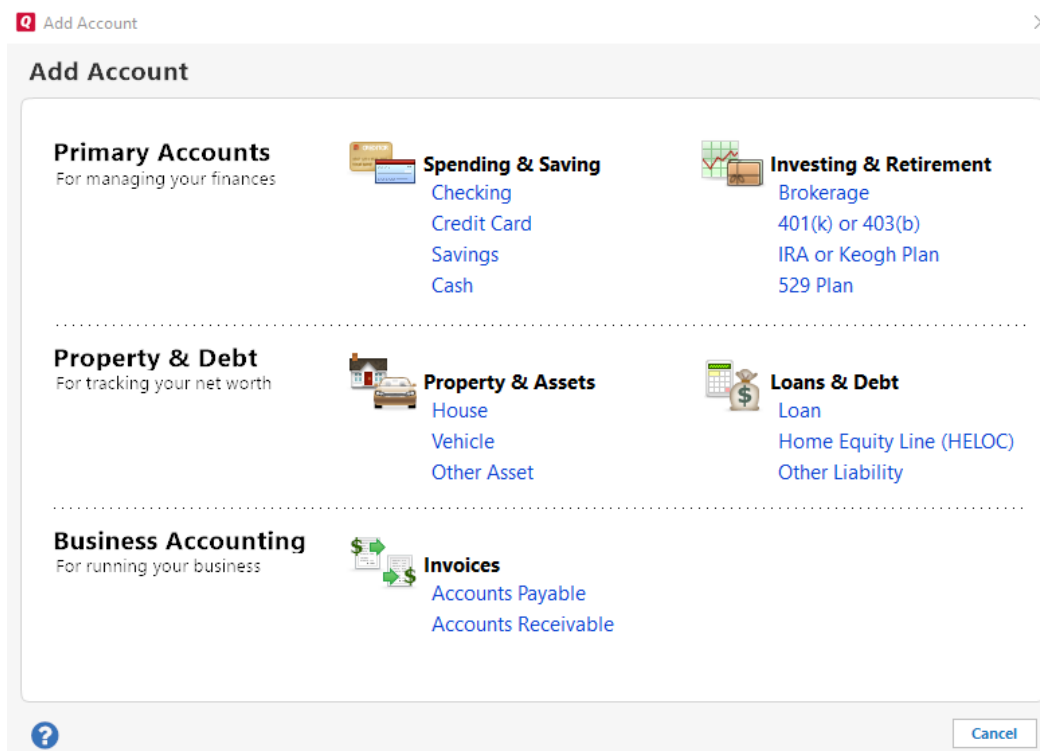 Add Account
Add Account
Primary Accounts
For managing your finances
Spending & Saving
Checking
Credit Card
Savings
Cash
Investing & Retirement
Brokerage
401(k) or 403(b)
IRA or Keogh Plan
529 Plan
Property & Debt
For tracking your net worth
Property & Assets
House
Vehicle
Other Asset
Loans & Debt
Loan
Home Equity Line (HELOC)
Other Liability
Business Accounting
For running your business
Invoices
Accounts Payable
Accounts Receivable
?
Cancel